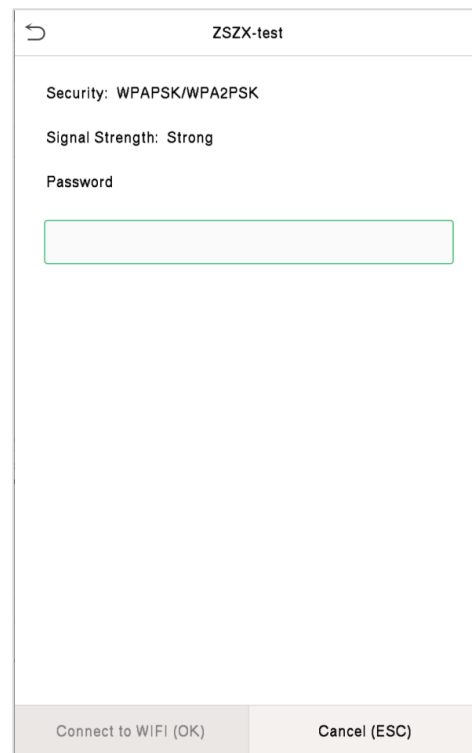 ZSZX-test
Security: WPAPSK/WPA2PSK
Signal Strength: Strong
Password
Connect to WIFI (OK)
Cancel (ESC)